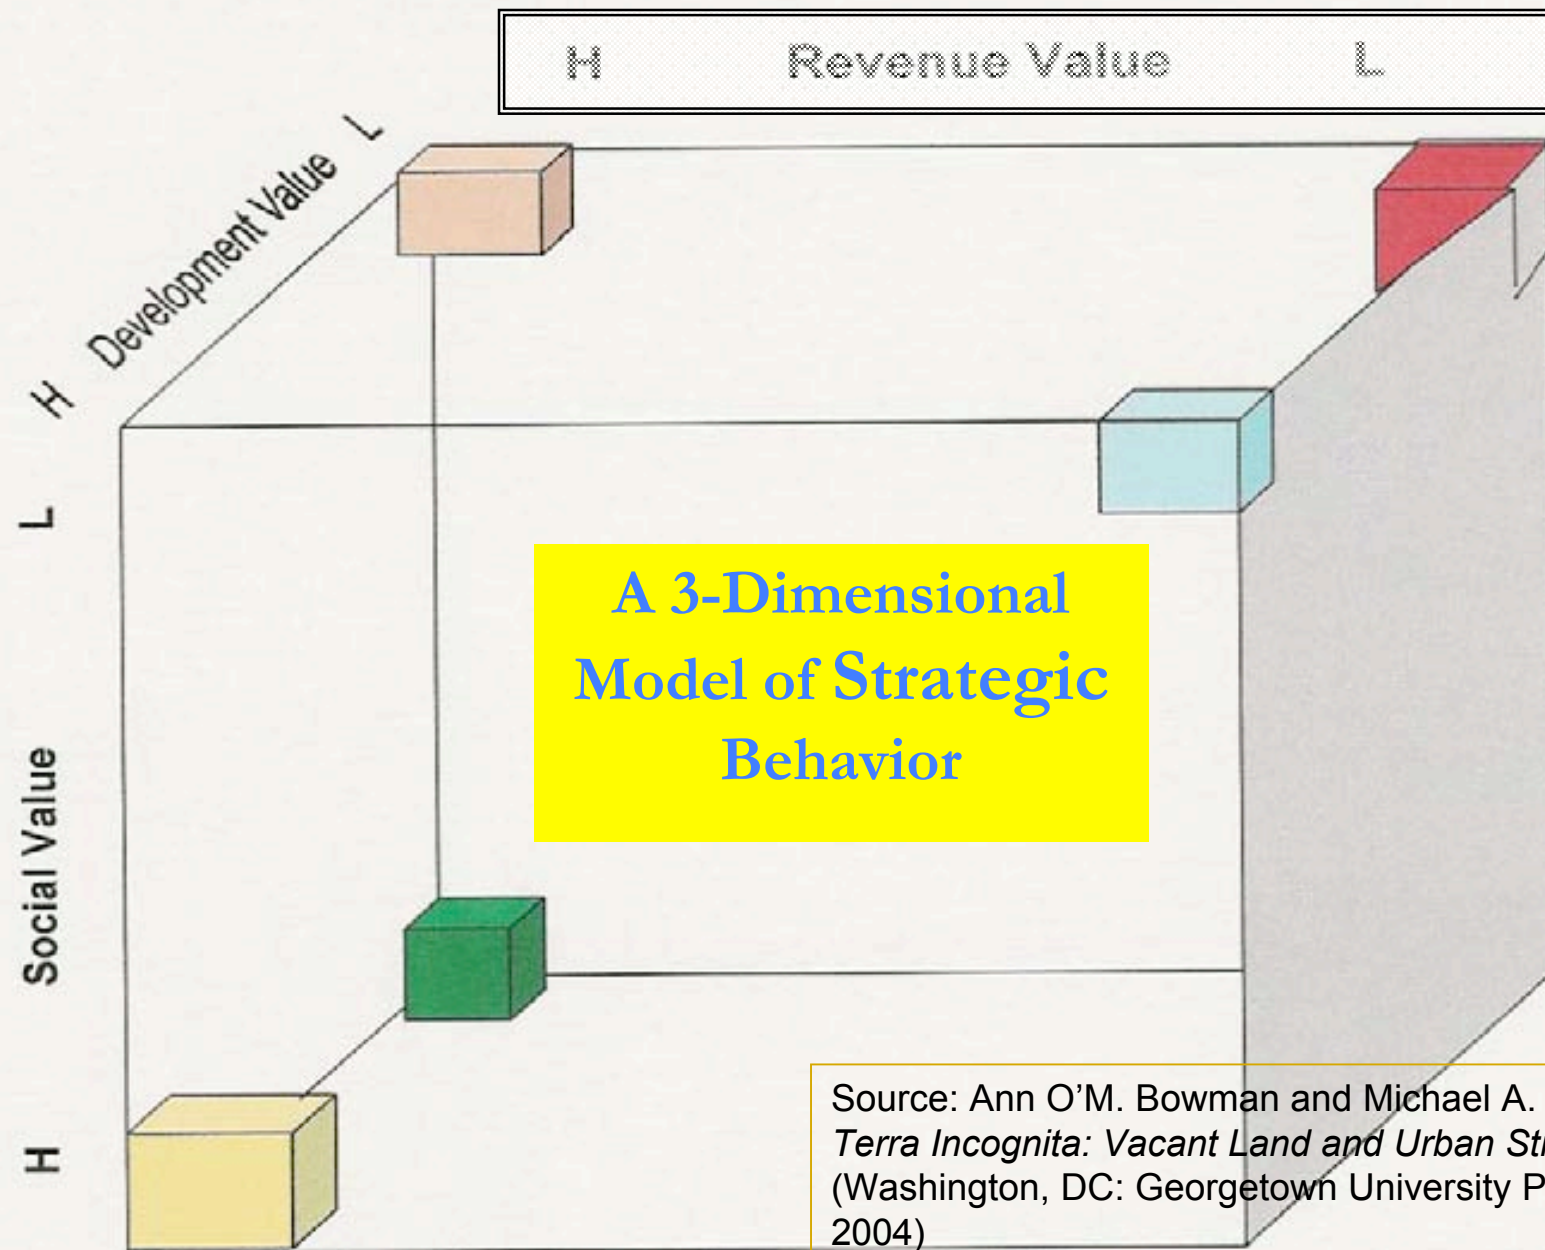 H Revenue Value L
L
Development Value
H
L
Social Value
H
A 3-Dimensional
Model of Strategic
Behavior
Source: Ann O’M. Bowman and Michael A.
Terra Incognita: Vacant Land and Urban
(Washington, DC: Georgetown University
2004)